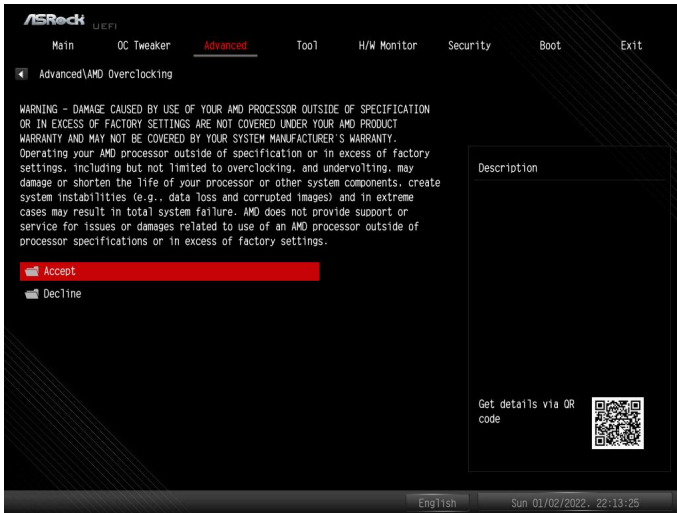 ASRock UEFI
Main OC Tweaker Advanced Tool H/W Monitor Security Boot Exit
Advanced\AMD Overclocking
WARNING - DAMAGE CAUSED BY USE OF YOUR AMD PROCESSOR OUTSIDE OF SPECIFICATION
OR IN EXCESS OF FACTORY SETTINGS ARE NOT COVERED UNDER YOUR AMD PRODUCT
WARRANTY AND MAY NOT BE COVERED BY YOUR SYSTEM MANUFACTURER'S WARRANTY.
Operating your AMD processor outside of specification or in excess of factory
settings, including but not limited to overclocking, and undervolting, may
damage or shorten the life of your processor or other system components, create
system instabilities (e.g., data loss and corrupted images) and in extreme
cases may result in total system failure. AMD does not provide support or
service for issues or damages related to use of an AMD processor outside of
processor specifications or in excess of factory settings.
Accept
Decline
Description
Get details via QR
code
English Sun 01/02/2022, 22:13:25